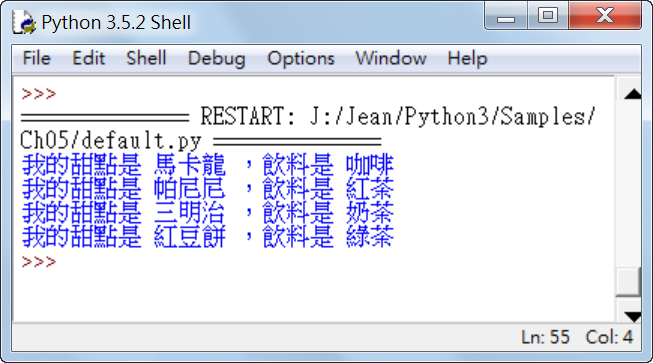 Python 3.5.2 Shell
File Edit Shell Debug Options Window Help
>>>
============== RESTART: J:/Jean/Python3/Samples/
Ch05/default.py ==============
我的甜點是 馬卡龍 ，飲料是 咖啡
我的甜點是 帕尼尼 ，飲料是 紅茶
我的甜點是 三明治 ，飲料是 奶茶
我的甜點是 紅豆餅 ，飲料是 綠茶
>>>
Ln: 55 Col: 4